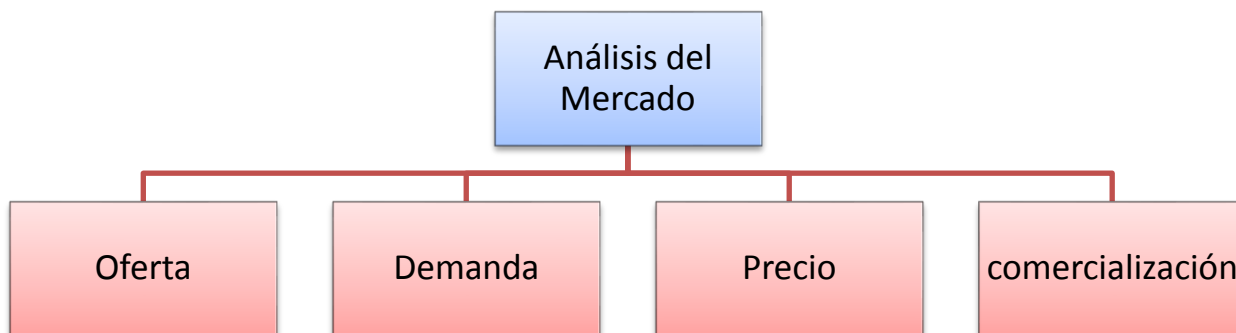 Análisis del
Mercado
Oferta
Demanda
Precio
comercialización